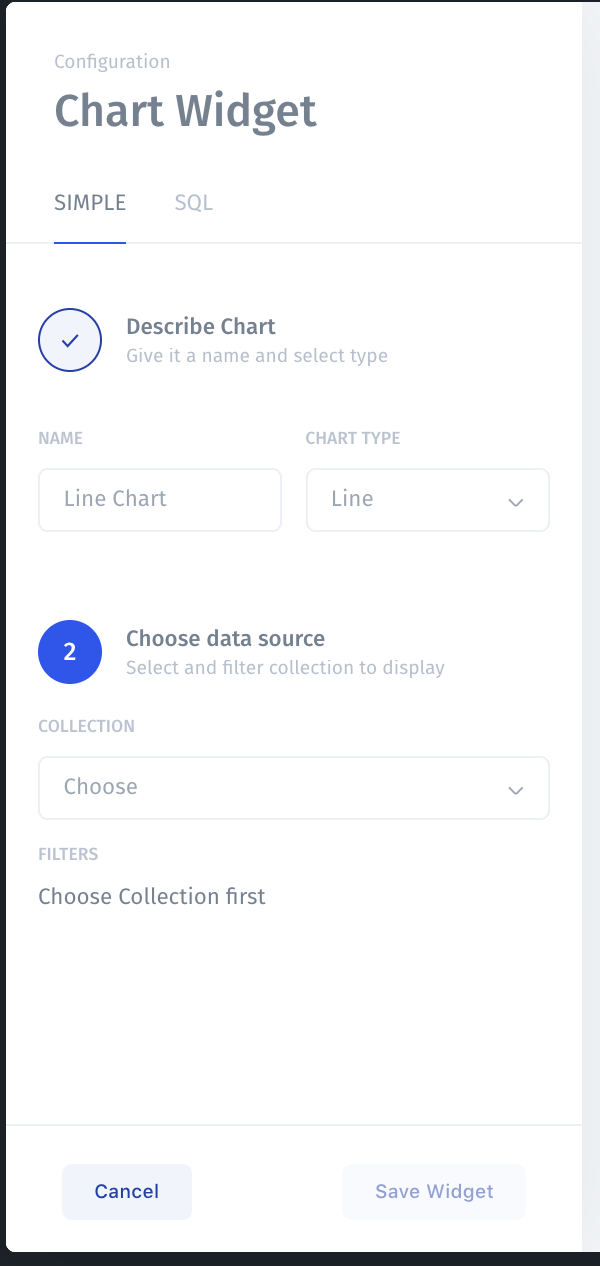 Configuration
Chart Widget
SIMPLE SQL
Describe Chart
Give it a name and select type
NAME CHART TYPE
Line Chart Line
2 Choose data source
Select and filter collection to display
COLLECTION
Choose
FILTERS
Choose Collection first
Cancel Save Widget